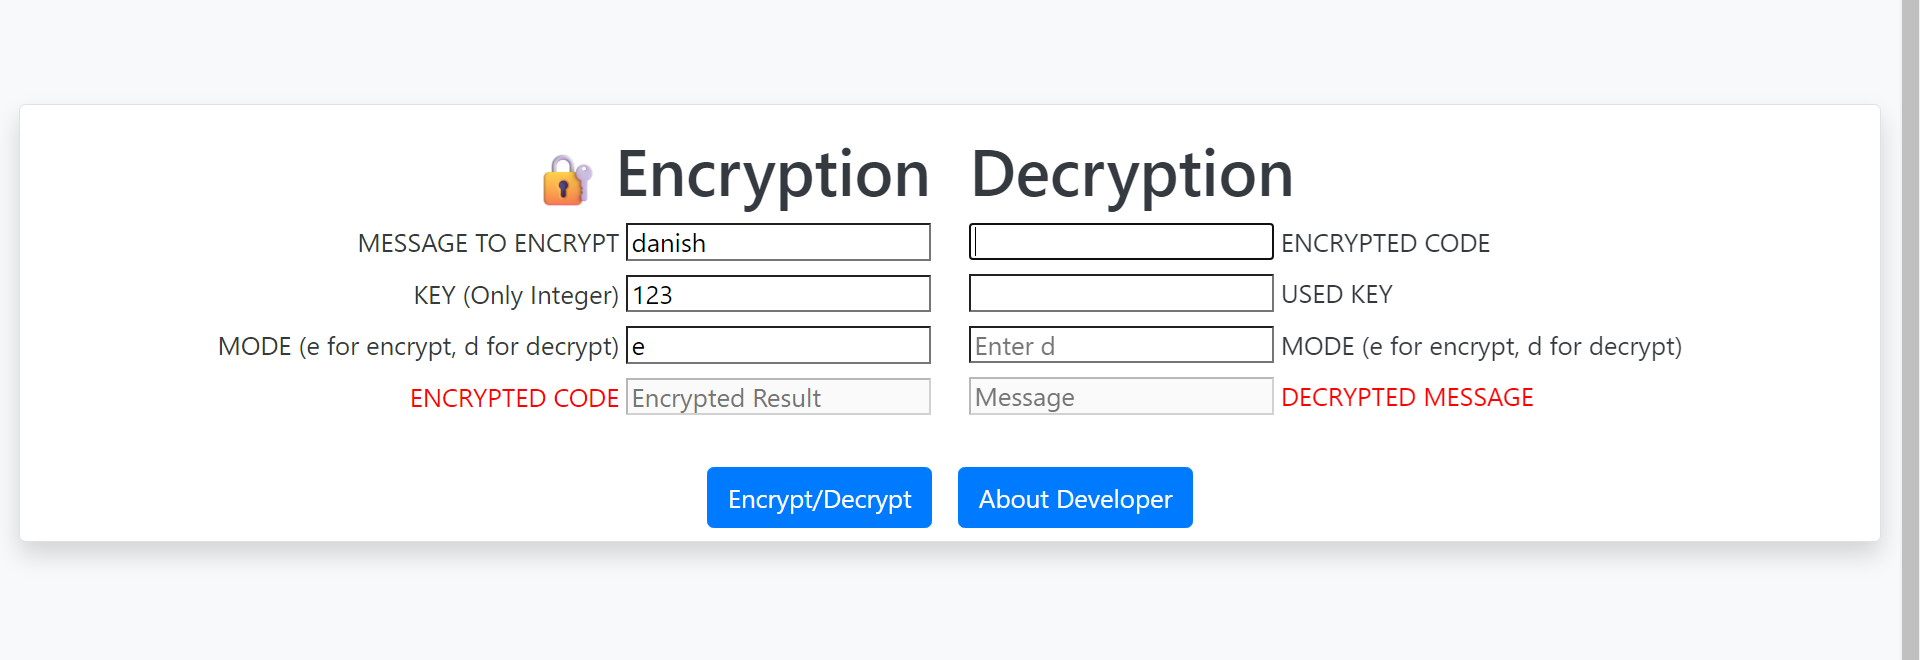 Encryption Decryption
MESSAGE TO ENCRYPT danish ENCRYPTED CODE
KEY (Only Integer) 123 USED KEY
MODE (e for encrypt, d for decrypt) e Enter d MODE (e for encrypt, d for decrypt)
ENCRYPTED CODE Encrypted Result Message DECRYPTED MESSAGE
Encrypt/Decrypt About Developer